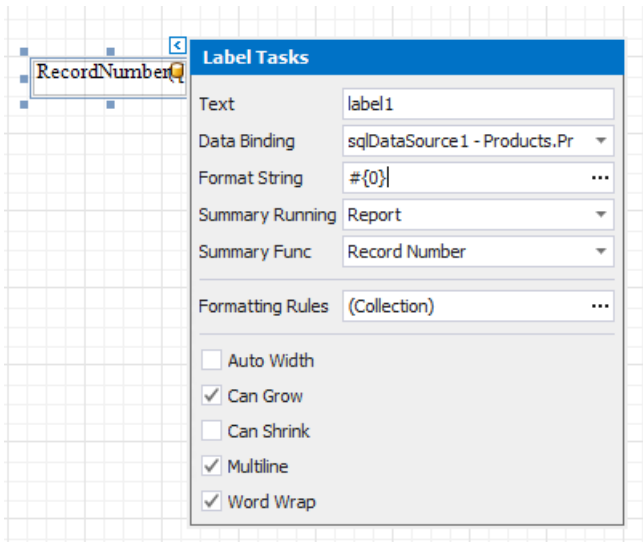 RecordNumber(
Label Tasks
Text label1
Data Binding sqlDataSource1 - Products.Pr
Format String #{0} ...
Summary Running Report
Summary Func Record Number
Formatting Rules (Collection) ...
Auto Width
Can Grow
Can Shrink
Multiline
Word Wrap